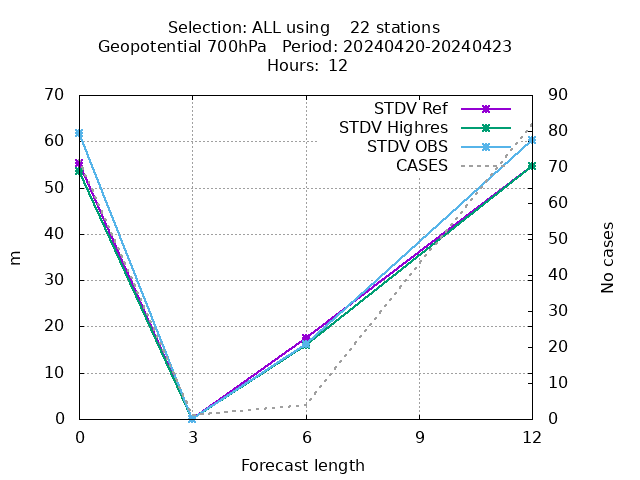 Selection: ALL using    22 stations
Geopotential 700hPa   Period: 20240420-20240423
Hours:  12
70 90
STDV Ref
STDV Highres
STDV OBS
CASES
60 80
50 70
60
40 50
30 40
20 30
20
10 10
0 0
m
No cases
0 3 6 9 12
Forecast length